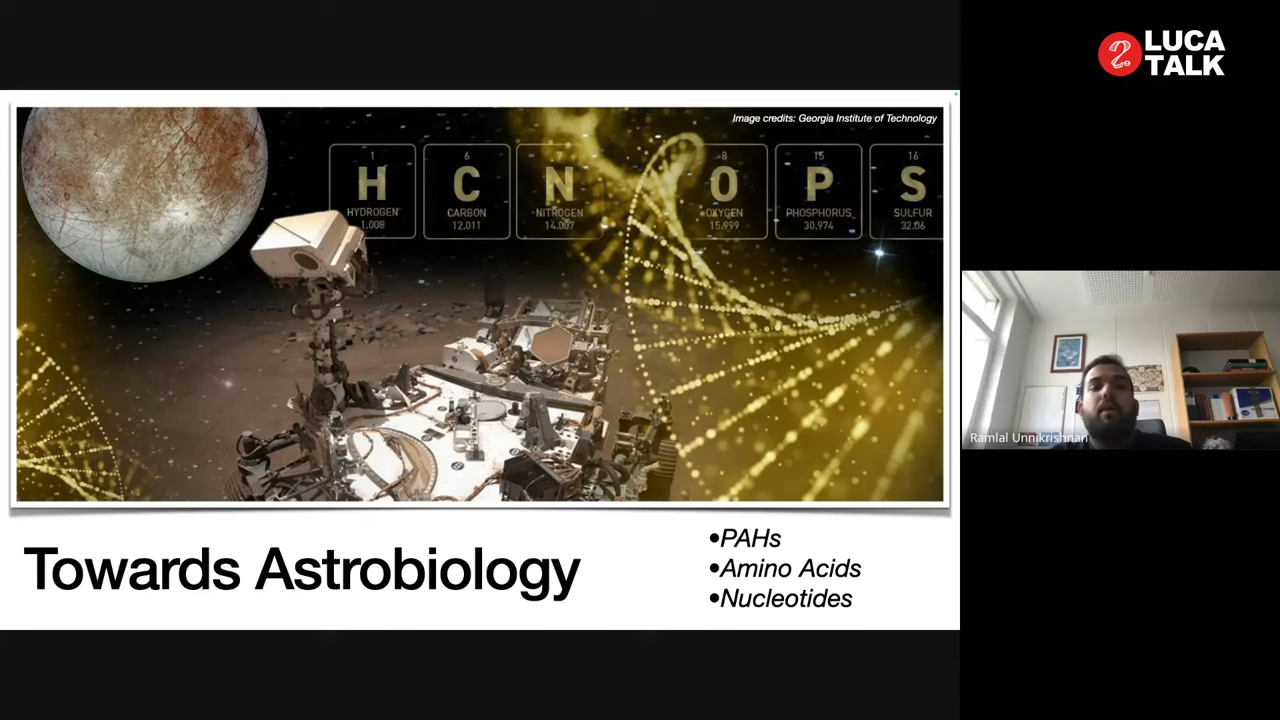 LUCA
TALK
Image credits: Georgia Institute of Technology
1
H
HYDROGEN
1.008
6
C
CARBON
12.011
N
NITROGEN
14.007
8
O
OXYGEN
15.999
15
P
PHOSPHORUS
30.974
16
S
SULFUR
32.06
Ramlal Unnikrishnan
Towards Astrobiology
•PAHs
•Amino Acids
•Nucleotides